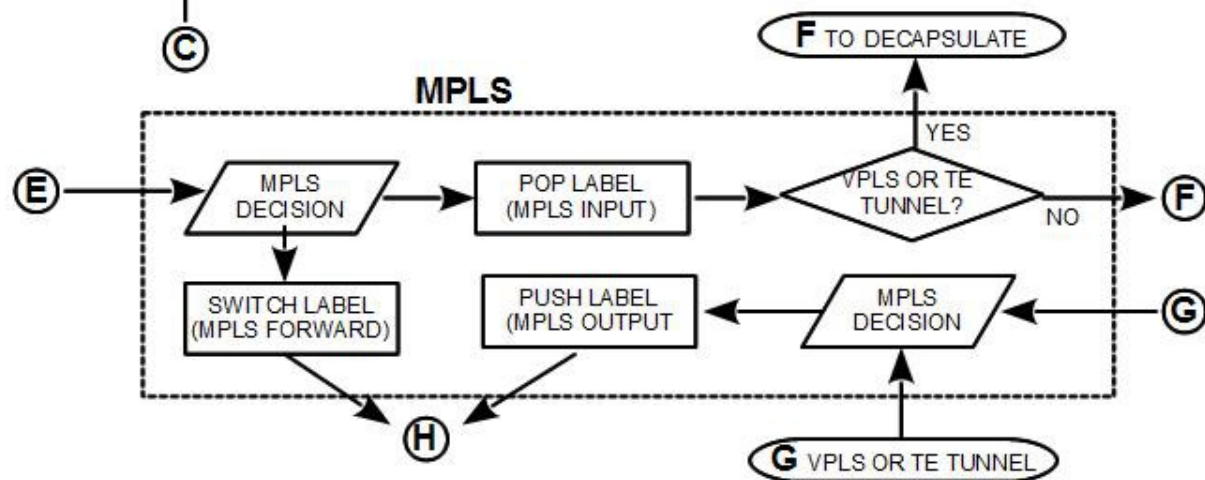 C
F TO DECAPSULATE
MPLS
YES
E
MPLS
DECISION
POP LABEL
(MPLS INPUT)
VPLS OR TE
TUNNEL?
NO
F
SWITCH LABEL
(MPLS FORWARD)
PUSH LABEL
(MPLS OUTPUT
MPLS
DECISION
G
H
G VPLS OR TE TUNNEL